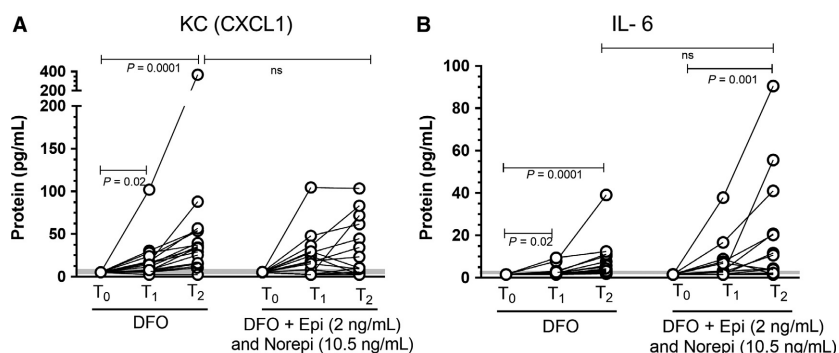 A
KC (CXCL1)
P = 0.0001
ns
P = 0.02
Protein (pg/mL)
400
200
200
150
100
50
0
T0 T1 T2 T0 T1 T2
DFO
DFO + Epi (2 ng/mL)
and Norepi (10.5 ng/mL)
B
IL- 6
ns
P = 0.001
P = 0.0001
P = 0.02
Protein (pg/mL)
100
80
60
40
20
0
T0 T1 T2 T0 T1 T2
DFO
DFO + Epi (2 ng/mL)
and Norepi (10.5 ng/mL)